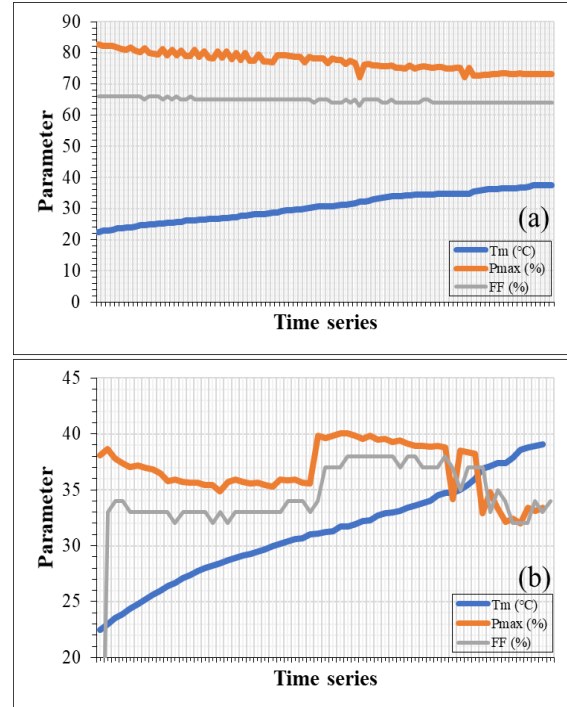 90
80
70
60
50
40
30
20
10
0
Parameter
(a)
Tm (°C)
Pmax (%)
FF (%)
Time series
45
40
35
30
25
20
Parameter
(b)
Tm (°C)
Pmax (%)
FF (%)
Time series